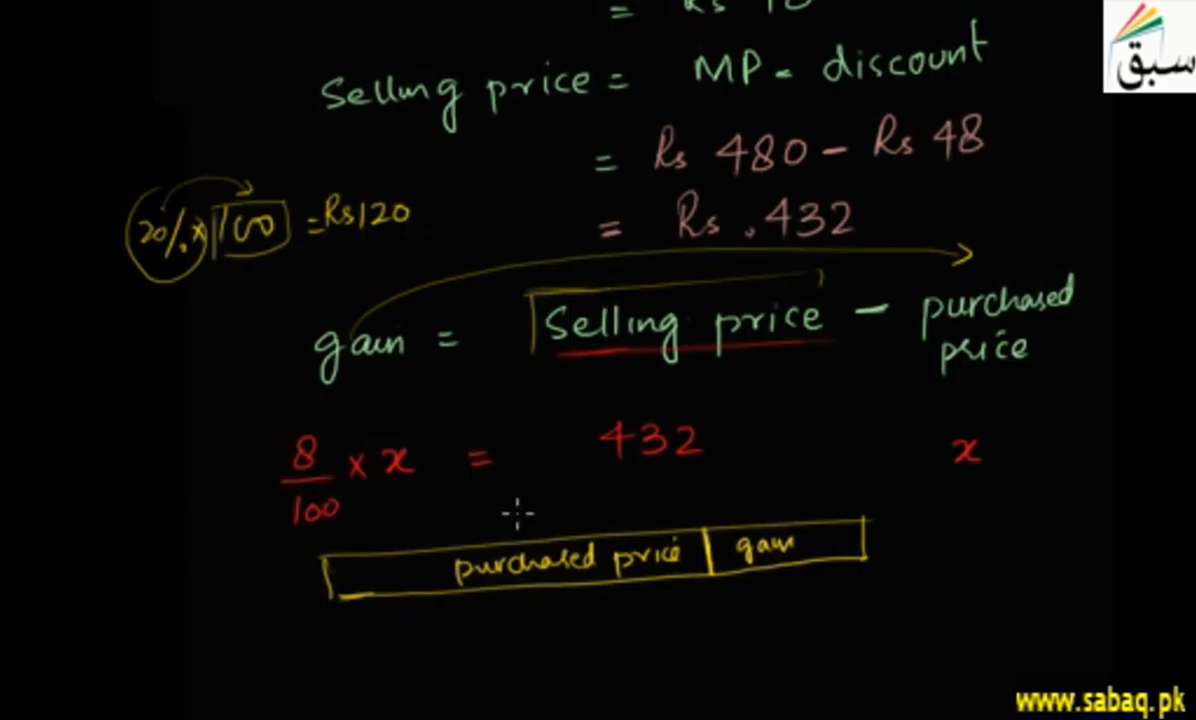 سبق
Selling price = MP - discount
= Rs 480 - Rs 48
= Rs .432
20%.x 100 = Rs120
gain = Selling price - purchased price
8/100 x x = 432 x
purchased price gain
www.sabaq.pk